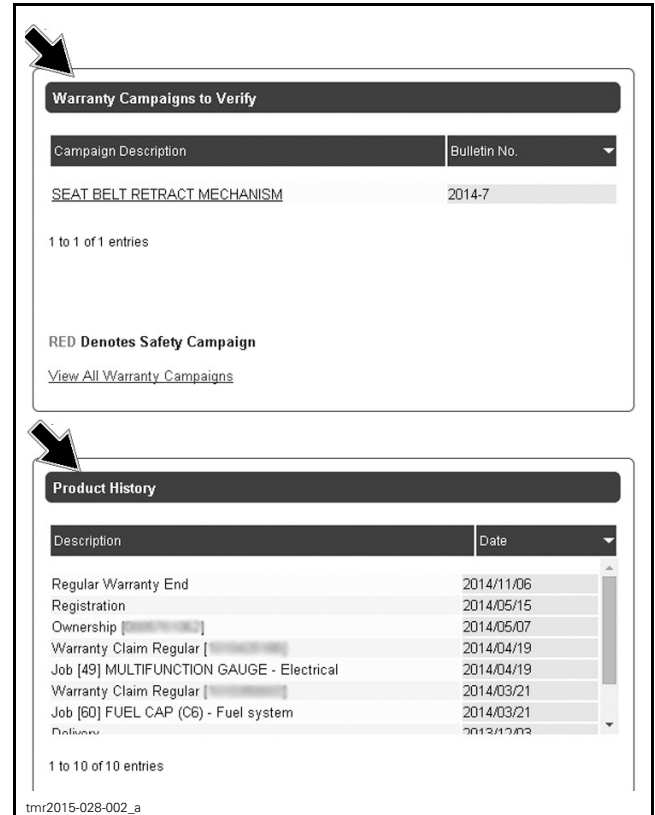 Warranty Campaigns to Verify
Campaign Description Bulletin No.
SEAT BELT RETRACT MECHANISM 2014-7
1 to 1 of 1 entries
RED Denotes Safety Campaign
View All Warranty Campaigns
Product History
Description Date
Regular Warranty End 2014/11/06
Registration 2014/05/15
Ownership [ ] 2014/05/07
Warranty Claim Regular [ ] 2014/04/19
Job [49] MULTIFUNCTION GAUGE - Electrical 2014/04/19
Warranty Claim Regular [ ] 2014/03/21
Job [60] FUEL CAP (C6) - Fuel system 2014/03/21
Delivery 2013/12/03
1 to 10 of 10 entries
tmr2015-028-002_a